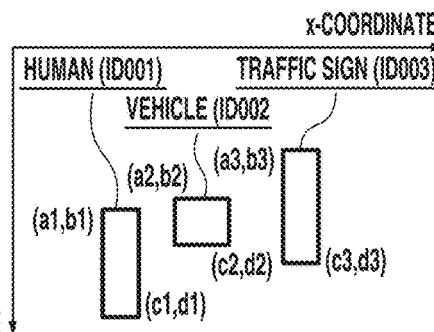 x-COORDINATE
HUMAN (ID001)
TRAFFIC SIGN (ID003)
VEHICLE (ID002
(a3,b3)
(a2,b2)
(a1,b1)
(c2,d2)
(c3,d3)
(c1,d1)